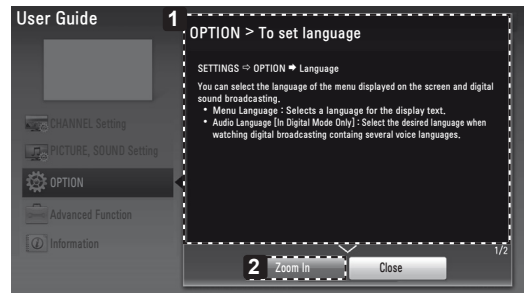 User Guide
1
OPTION > To set language
SETTINGS ⇨ OPTION ➡ Language
You can select the language of the menu displayed on the screen and digital
sound broadcasting.
• Menu Language : Selects a language for the display text.
• Audio Language [In Digital Mode Only] : Select the desired language when
watching digital broadcasting containg several voice languages.
CHANNEL Setting
PICTURE, SOUND Setting
OPTION
Advanced Function
Information
1/2
2
Zoom In
Close